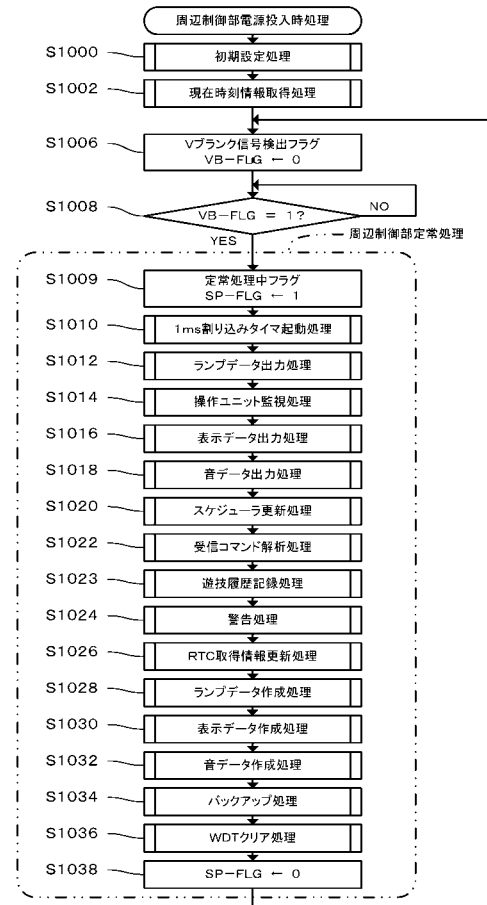 周辺制御部電源投入時処理
S1000
初期設定処理
S1002
現在時刻情報取得処理
S1006
Vブランク信号検出フラグ
VB-FLG ← 0
S1008
VB-FLG = 1?
NO
YES
周辺制御部定常処理
S1009
定常処理中フラグ
SP-FLG ← 1
S1010
1ms割り込みタイマ起動処理
S1012
ランプデータ出力処理
S1014
操作ユニット監視処理
S1016
表示データ出力処理
S1018
音データ出力処理
S1020
スケジューラ更新処理
S1022
受信コマンド解析処理
S1023
遊技履歴記録処理
S1024
警告処理
S1026
RTC取得情報更新処理
S1028
ランプデータ作成処理
S1030
表示データ作成処理
S1032
音データ作成処理
S1034
バックアップ処理
S1036
WDTクリア処理
S1038
SP-FLG ← 0